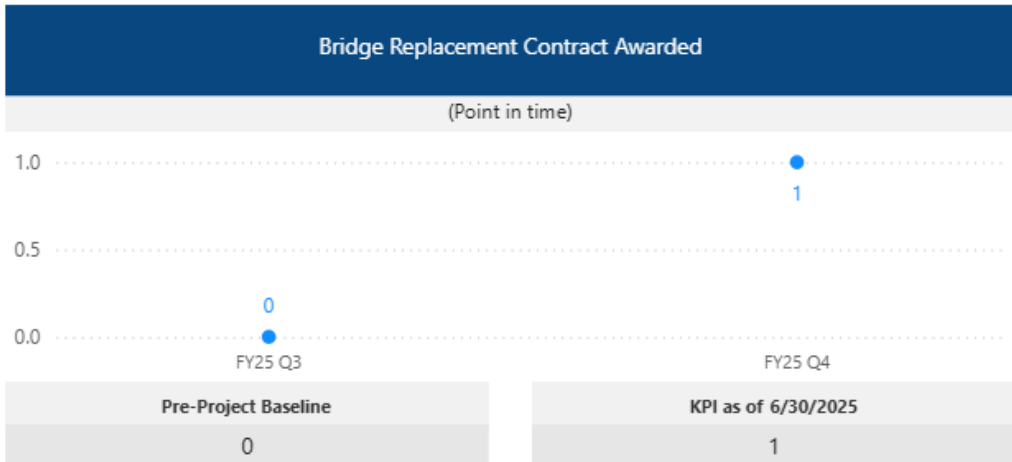 Bridge Replacement Contract Awarded
(Point in time)
1.0
1
0.5
0
0.0
FY25 Q3 FY25 Q4
Pre-Project Baseline KPI as of 6/30/2025
0 1